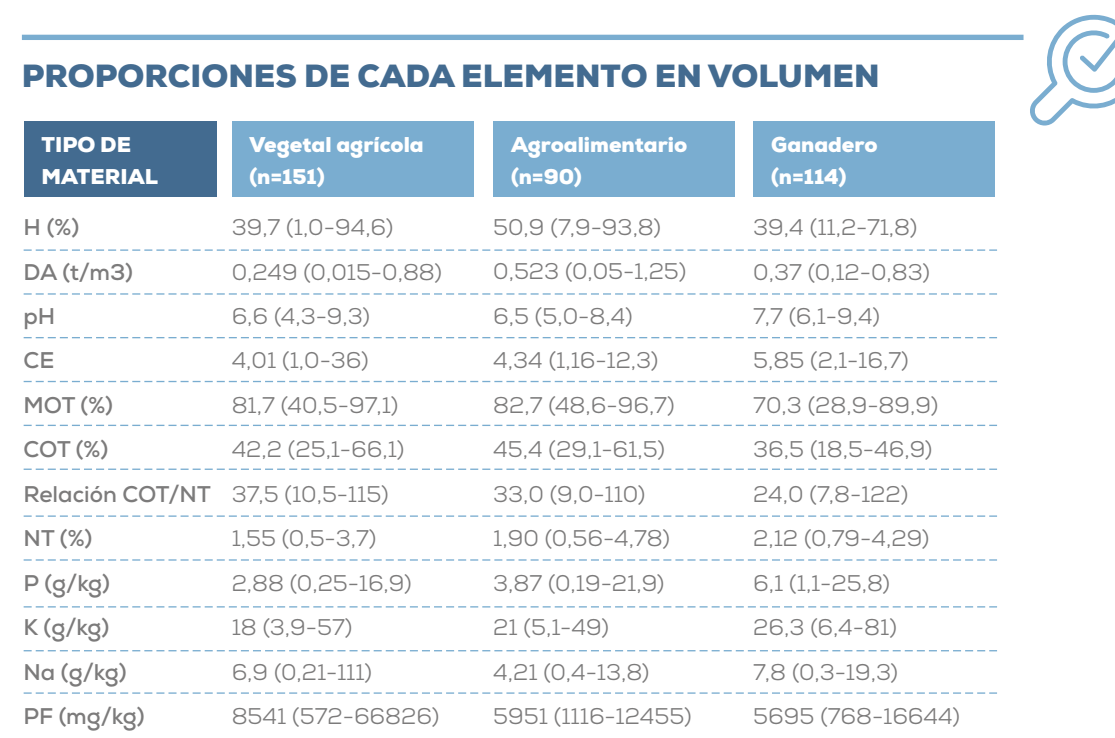 PROPORCIONES DE CADA ELEMENTO EN VOLUMEN
TIPO DE MATERIAL | Vegetal agrícola (n=151) | Agroalimentario (n=90) | Ganadero (n=114)
H (%) 39,7 (1,0-94,6) 50,9 (7,9-93,8) 39,4 (11,2-71,8)
DA (t/m3) 0,249 (0,015-0,88) 0,523 (0,05-1,25) 0,37 (0,12-0,83)
pH 6,6 (4,3-9,3) 6,5 (5,0-8,4) 7,7 (6,1-9,4)
CE 4,01 (1,0-36) 4,34 (1,16-12,3) 5,85 (2,1-16,7)
MOT (%) 81,7 (40,5-97,1) 82,7 (48,6-96,7) 70,3 (28,9-89,9)
COT (%) 42,2 (25,1-66,1) 45,4 (29,1-61,5) 36,5 (18,5-46,9)
Relación COT/NT 37,5 (10,5-115) 33,0 (9,0-110) 24,0 (7,8-122)
NT (%) 1,55 (0,5-3,7) 1,90 (0,56-4,78) 2,12 (0,79-4,29)
P (g/kg) 2,88 (0,25-16,9) 3,87 (0,19-21,9) 6,1 (1,1-25,8)
K (g/kg) 18 (3,9-57) 21 (5,1-49) 26,3 (6,4-81)
Na (g/kg) 6,9 (0,21-111) 4,21 (0,4-13,8) 7,8 (0,3-19,3)
PF (mg/kg) 8541 (572-66826) 5951 (1116-12455) 5695 (768-16644)